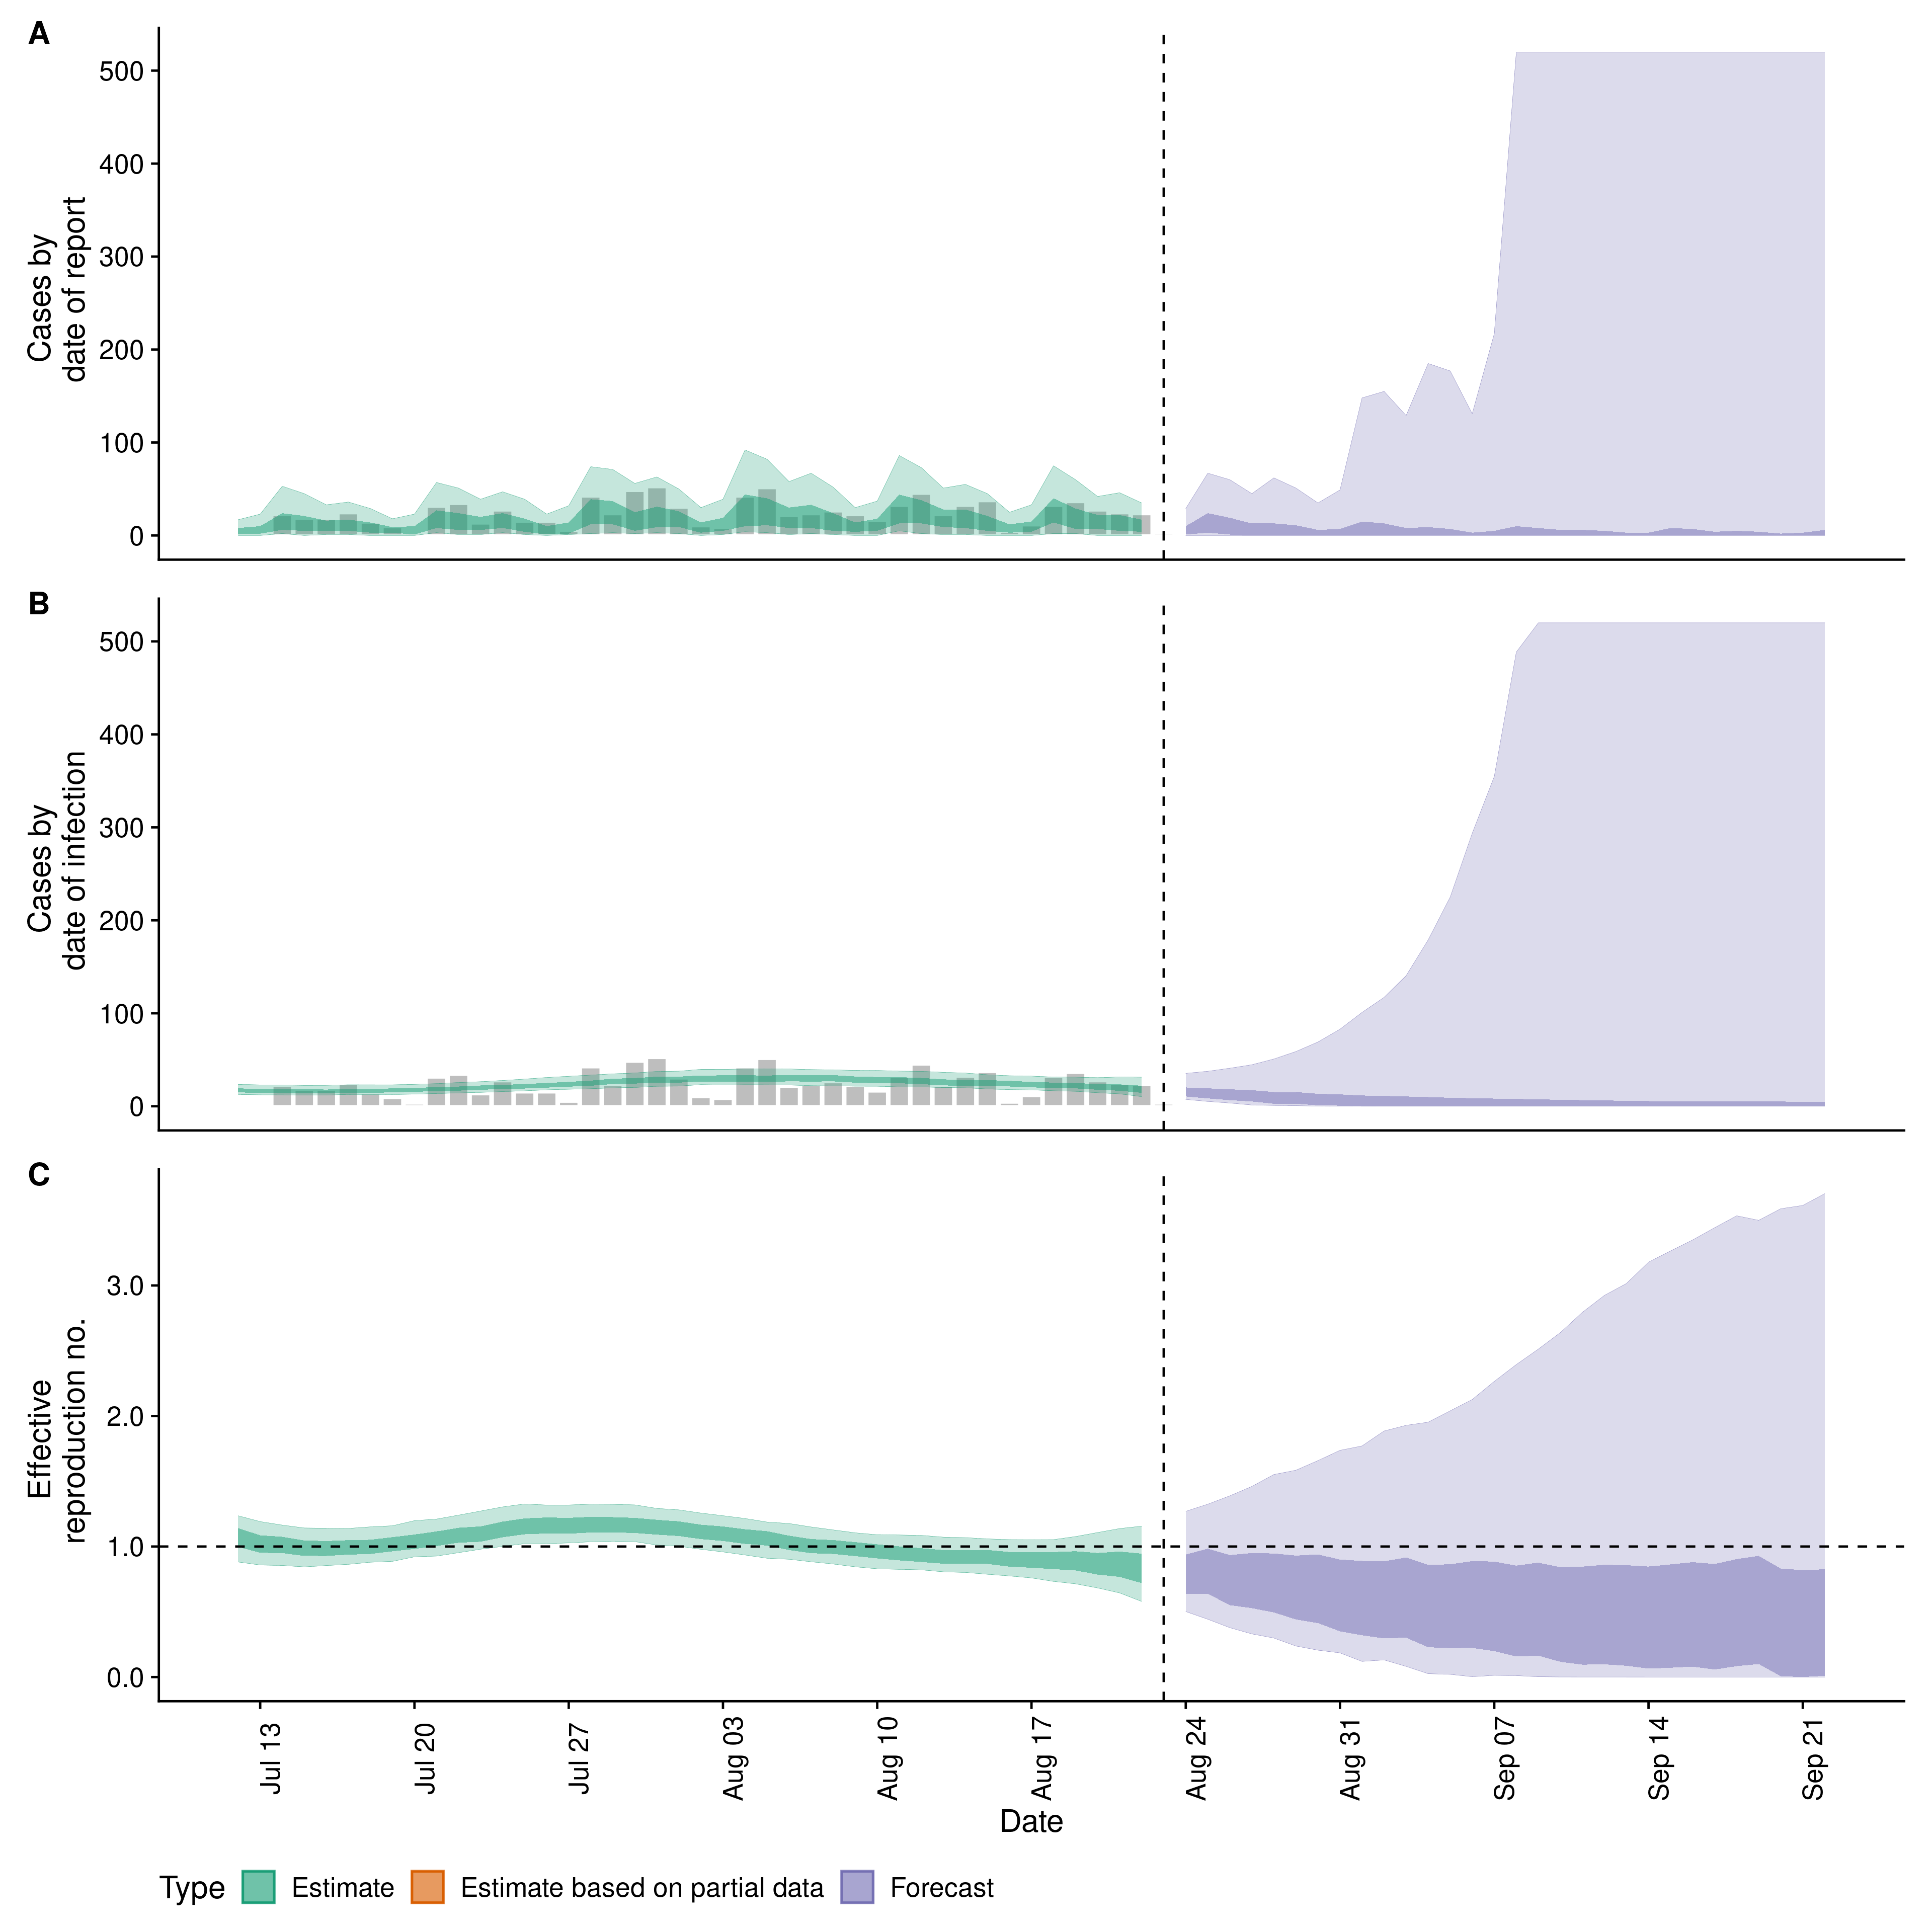 A
500
400
300
200
100
0
Cases by
date of report
B
500
400
300
200
100
0
Cases by
date of infection
C
3.0
2.0
1.0
0.0
Effective
reproduction no.
Jul 13
Jul 20
Jul 27
Aug 03
Aug 10
Aug 17
Aug 24
Aug 31
Sep 07
Sep 14
Sep 21
Date
Type Estimate Estimate based on partial data Forecast